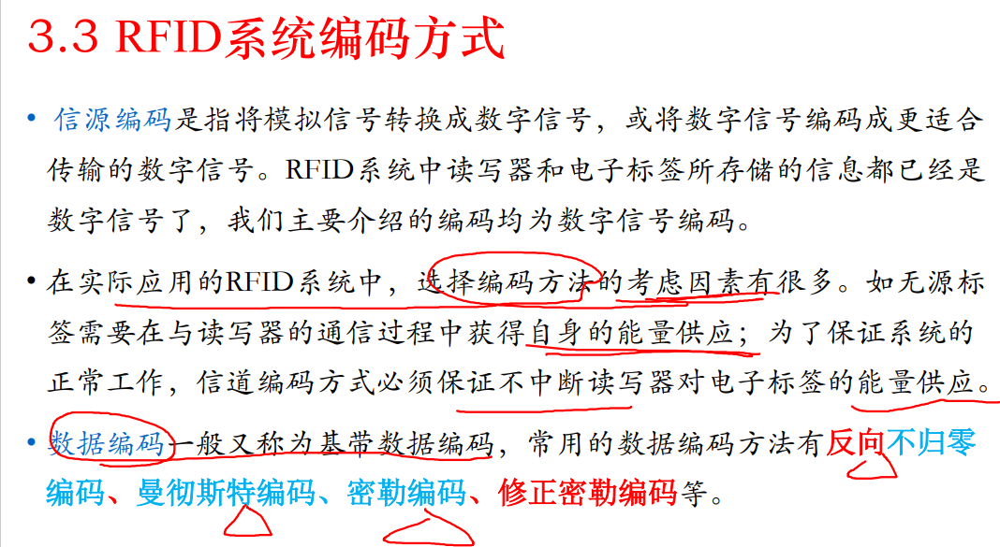 3.3 RFID系统编码方式
• 信源编码是指将模拟信号转换成数字信号，或将数字信号编码成更适合
传输的数字信号。RFID系统中读写器和电子标签所存储的信息都已经是
数字信号了，我们主要介绍的编码均为数字信号编码。
• 在实际应用的RFID系统中，选择编码方法的考虑因素有很多。如无源标
签需要在与读写器的通信过程中获得自身的能量供应；为了保证系统的
正常工作，信道编码方式必须保证不中断读写器对电子标签的能量供应。
• 数据编码一般又称为基带数据编码，常用的数据编码方法有反向不归零
编码、曼彻斯特编码、密勒编码、修正密勒编码等。